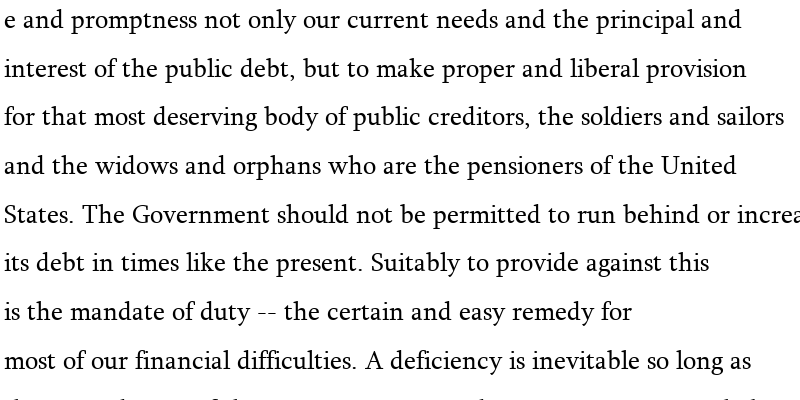 e and promptness not only our current needs and the principal and
interest of the public debt, but to make proper and liberal provision
for that most deserving body of public creditors, the soldiers and sailors
and the widows and orphans who are the pensioners of the United
States. The Government should not be permitted to run behind or increa
its debt in times like the present. Suitably to provide against this
is the mandate of duty -- the certain and easy remedy for
most of our financial difficulties. A deficiency is inevitable so long as